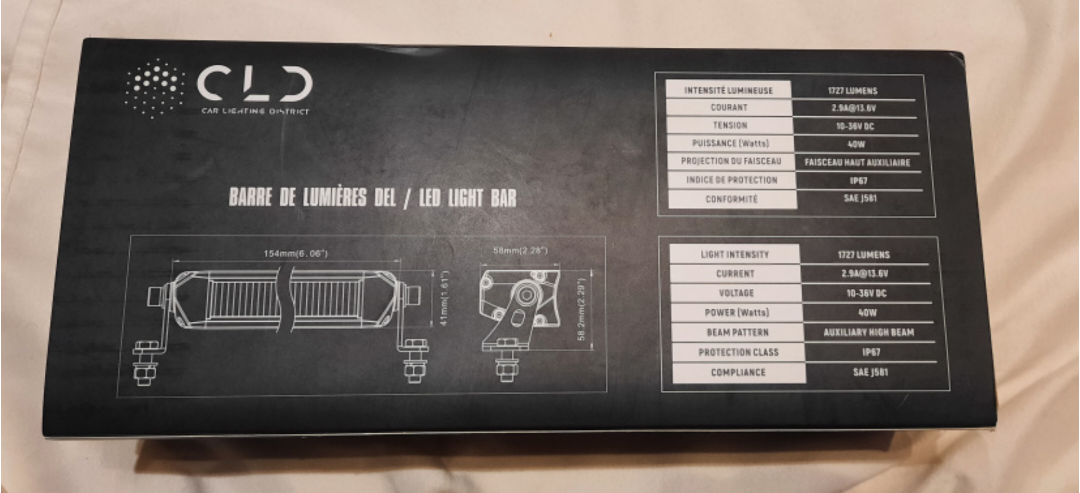 CLD
CAR LIGHTING DISTRICT
BARRE DE LUMIÈRES DEL / LED LIGHT BAR
154mm(6.06")
41mm(1.61")
58mm(2.28")
58.2mm(2.29")
INTENSITÉ LUMINEUSE 1727 LUMENS
COURANT 2.9A@13.6V
TENSION 10-36V DC
PUISSANCE (Watts) 40W
PROJECTION DU FAISCEAU FAISCEAU HAUT AUXILIAIRE
INDICE DE PROTECTION IP67
CONFORMITÉ SAE J581
LIGHT INTENSITY 1727 LUMENS
CURRENT 2.9A@13.6V
VOLTAGE 10-36V DC
POWER (Watts) 40W
BEAM PATTERN AUXILIARY HIGH BEAM
PROTECTION CLASS IP67
COMPLIANCE SAE J581